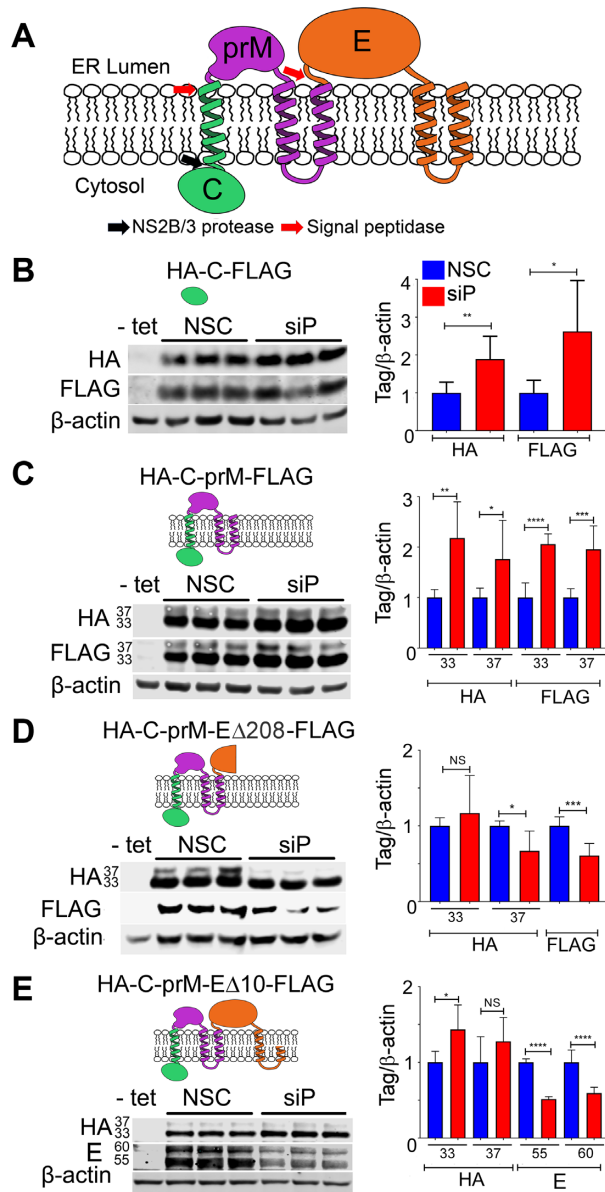 A
prM
E
ER Lumen
Cytosol
C
NS2B/3 protease
Signal peptidase
B
HA-C-FLAG
- tet NSC siP
HA
FLAG
β-actin
NSC
siP
Tag/β-actin
4
3
2
1
0
** *
HA FLAG
C
HA-C-prM-FLAG
- tet NSC siP
HA 37
33
FLAG 37
33
β-actin
Tag/β-actin
3
2
1
0
** * **** ***
33 37 33 37
HA FLAG
D
HA-C-prM-EΔ208-FLAG
- tet NSC siP
HA 37
33
FLAG
β-actin
Tag/β-actin
2
1
0
NS * ***
33 37
HA FLAG
E
HA-C-prM-EΔ10-FLAG
- tet NSC siP
HA 37
33
E 60
55
β-actin
Tag/β-actin
2
1
0
* NS **** ****
33 37 55 60
HA E